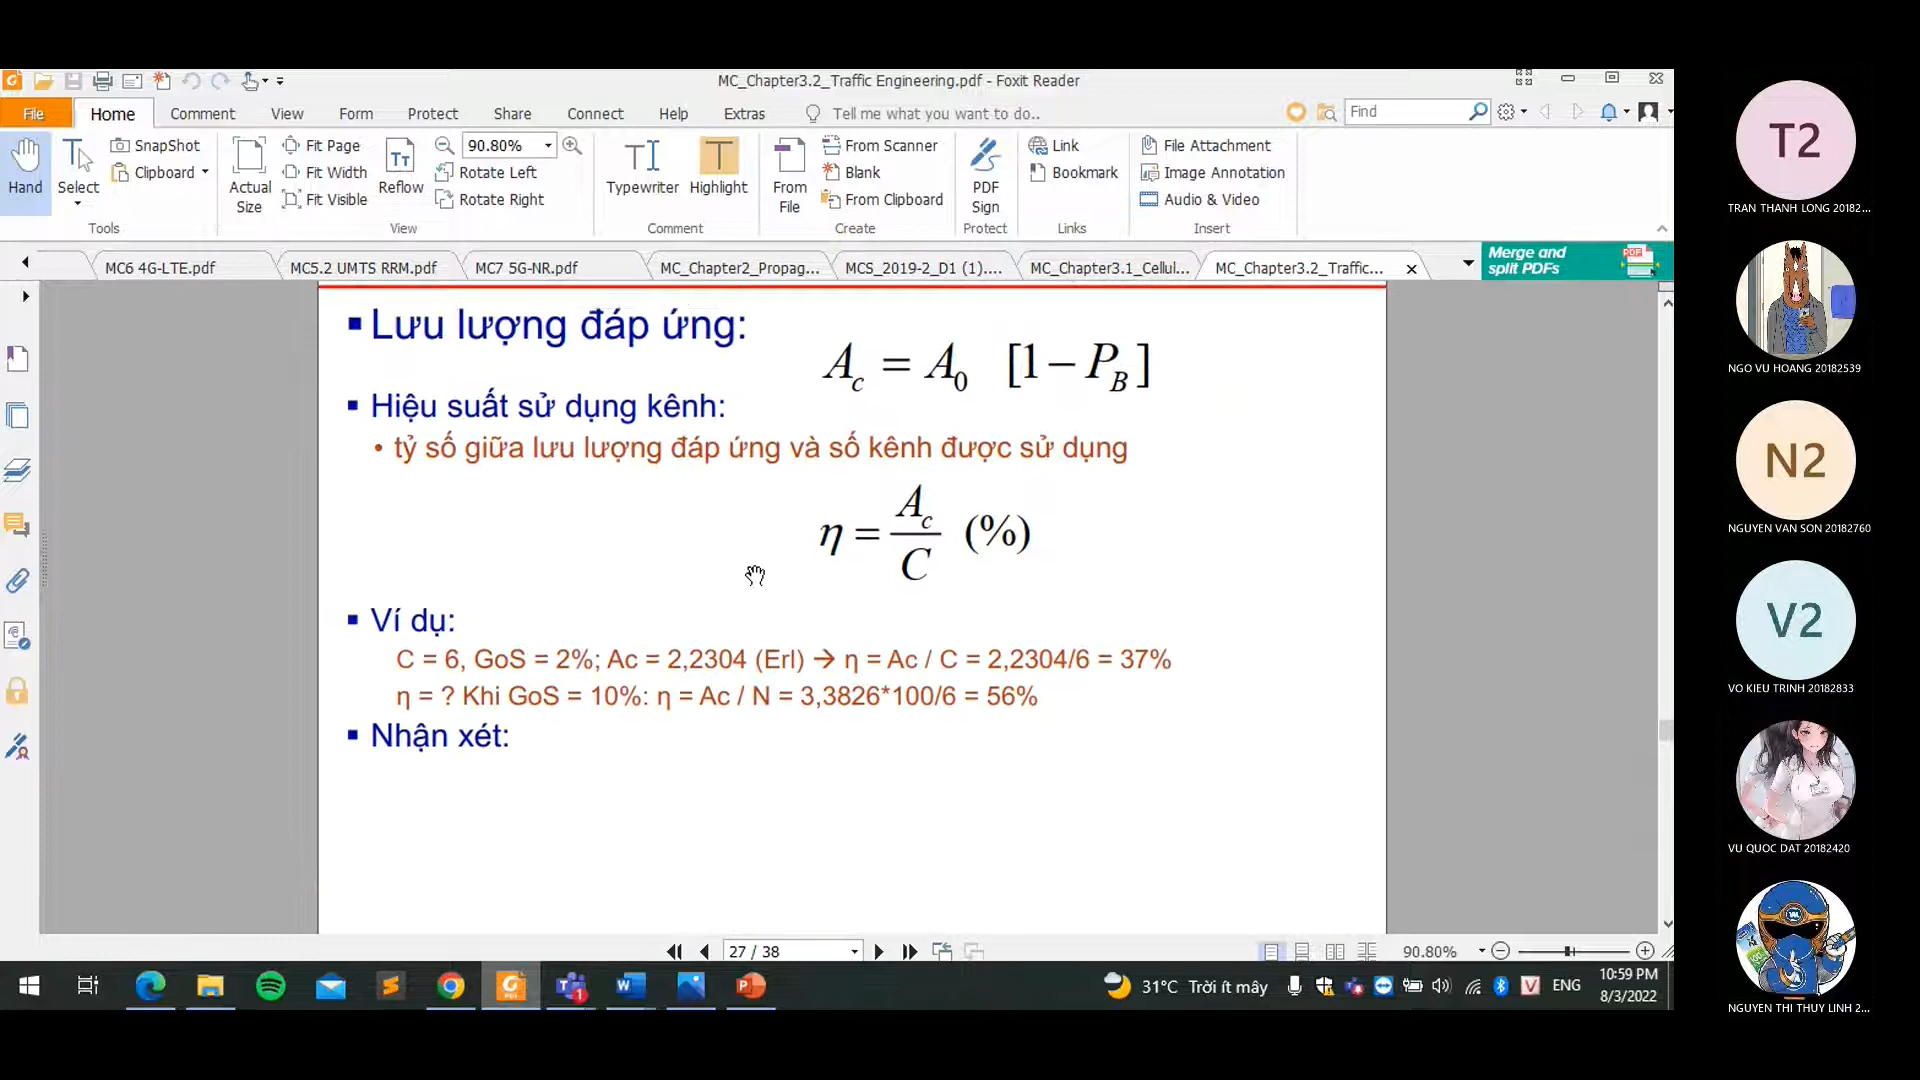 MC_Chapter3.2_Traffic Engineering.pdf - Foxit Reader
File Home Comment View Form Protect Share Connect Help Extras Tell me what you want to do.. Find
Hand Select SnapShot Clipboard Actual Size Fit Page Fit Width Fit Visible Reflow 90.80% Rotate Left Rotate Right Typewriter Highlight From File From Scanner Blank From Clipboard PDF Sign Link Bookmark File Attachment Image Annotation Audio & Video
Tools View Comment Create Protect Links Insert
MC6 4G-LTE.pdf MC5.2 UMTS RRM.pdf MC7 5G-NR.pdf MC_Chapter2_Propag... MCS_2019-2_D1 (1).... MC_Chapter3.1_Cellul... MC_Chapter3.2_Traffic... Merge and split PDFs
▪ Lưu lượng đáp ứng:
A_c = A_0 [1 − P_B]
▪ Hiệu suất sử dụng kênh:
• tỷ số giữa lưu lượng đáp ứng và số kênh được sử dụng
η = A_c / C (%)
▪ Ví dụ:
C = 6, GoS = 2%; Ac = 2,2304 (Erl) → η = Ac / C = 2,2304/6 = 37%
η = ? Khi GoS = 10%: η = Ac / N = 3,3826*100/6 = 56%
▪ Nhận xét:
27 / 38 90.80%
31°C Trời ít mây ENG 10:59 PM
8/3/2022
T2
TRAN THANH LONG 20182...
NGO VU HOANG 20182539
N2
NGUYEN VAN SON 20182760
V2
VO KIEU TRINH 20182833
VU QUOC DAT 20182420
NGUYEN THI THUY LINH 2...